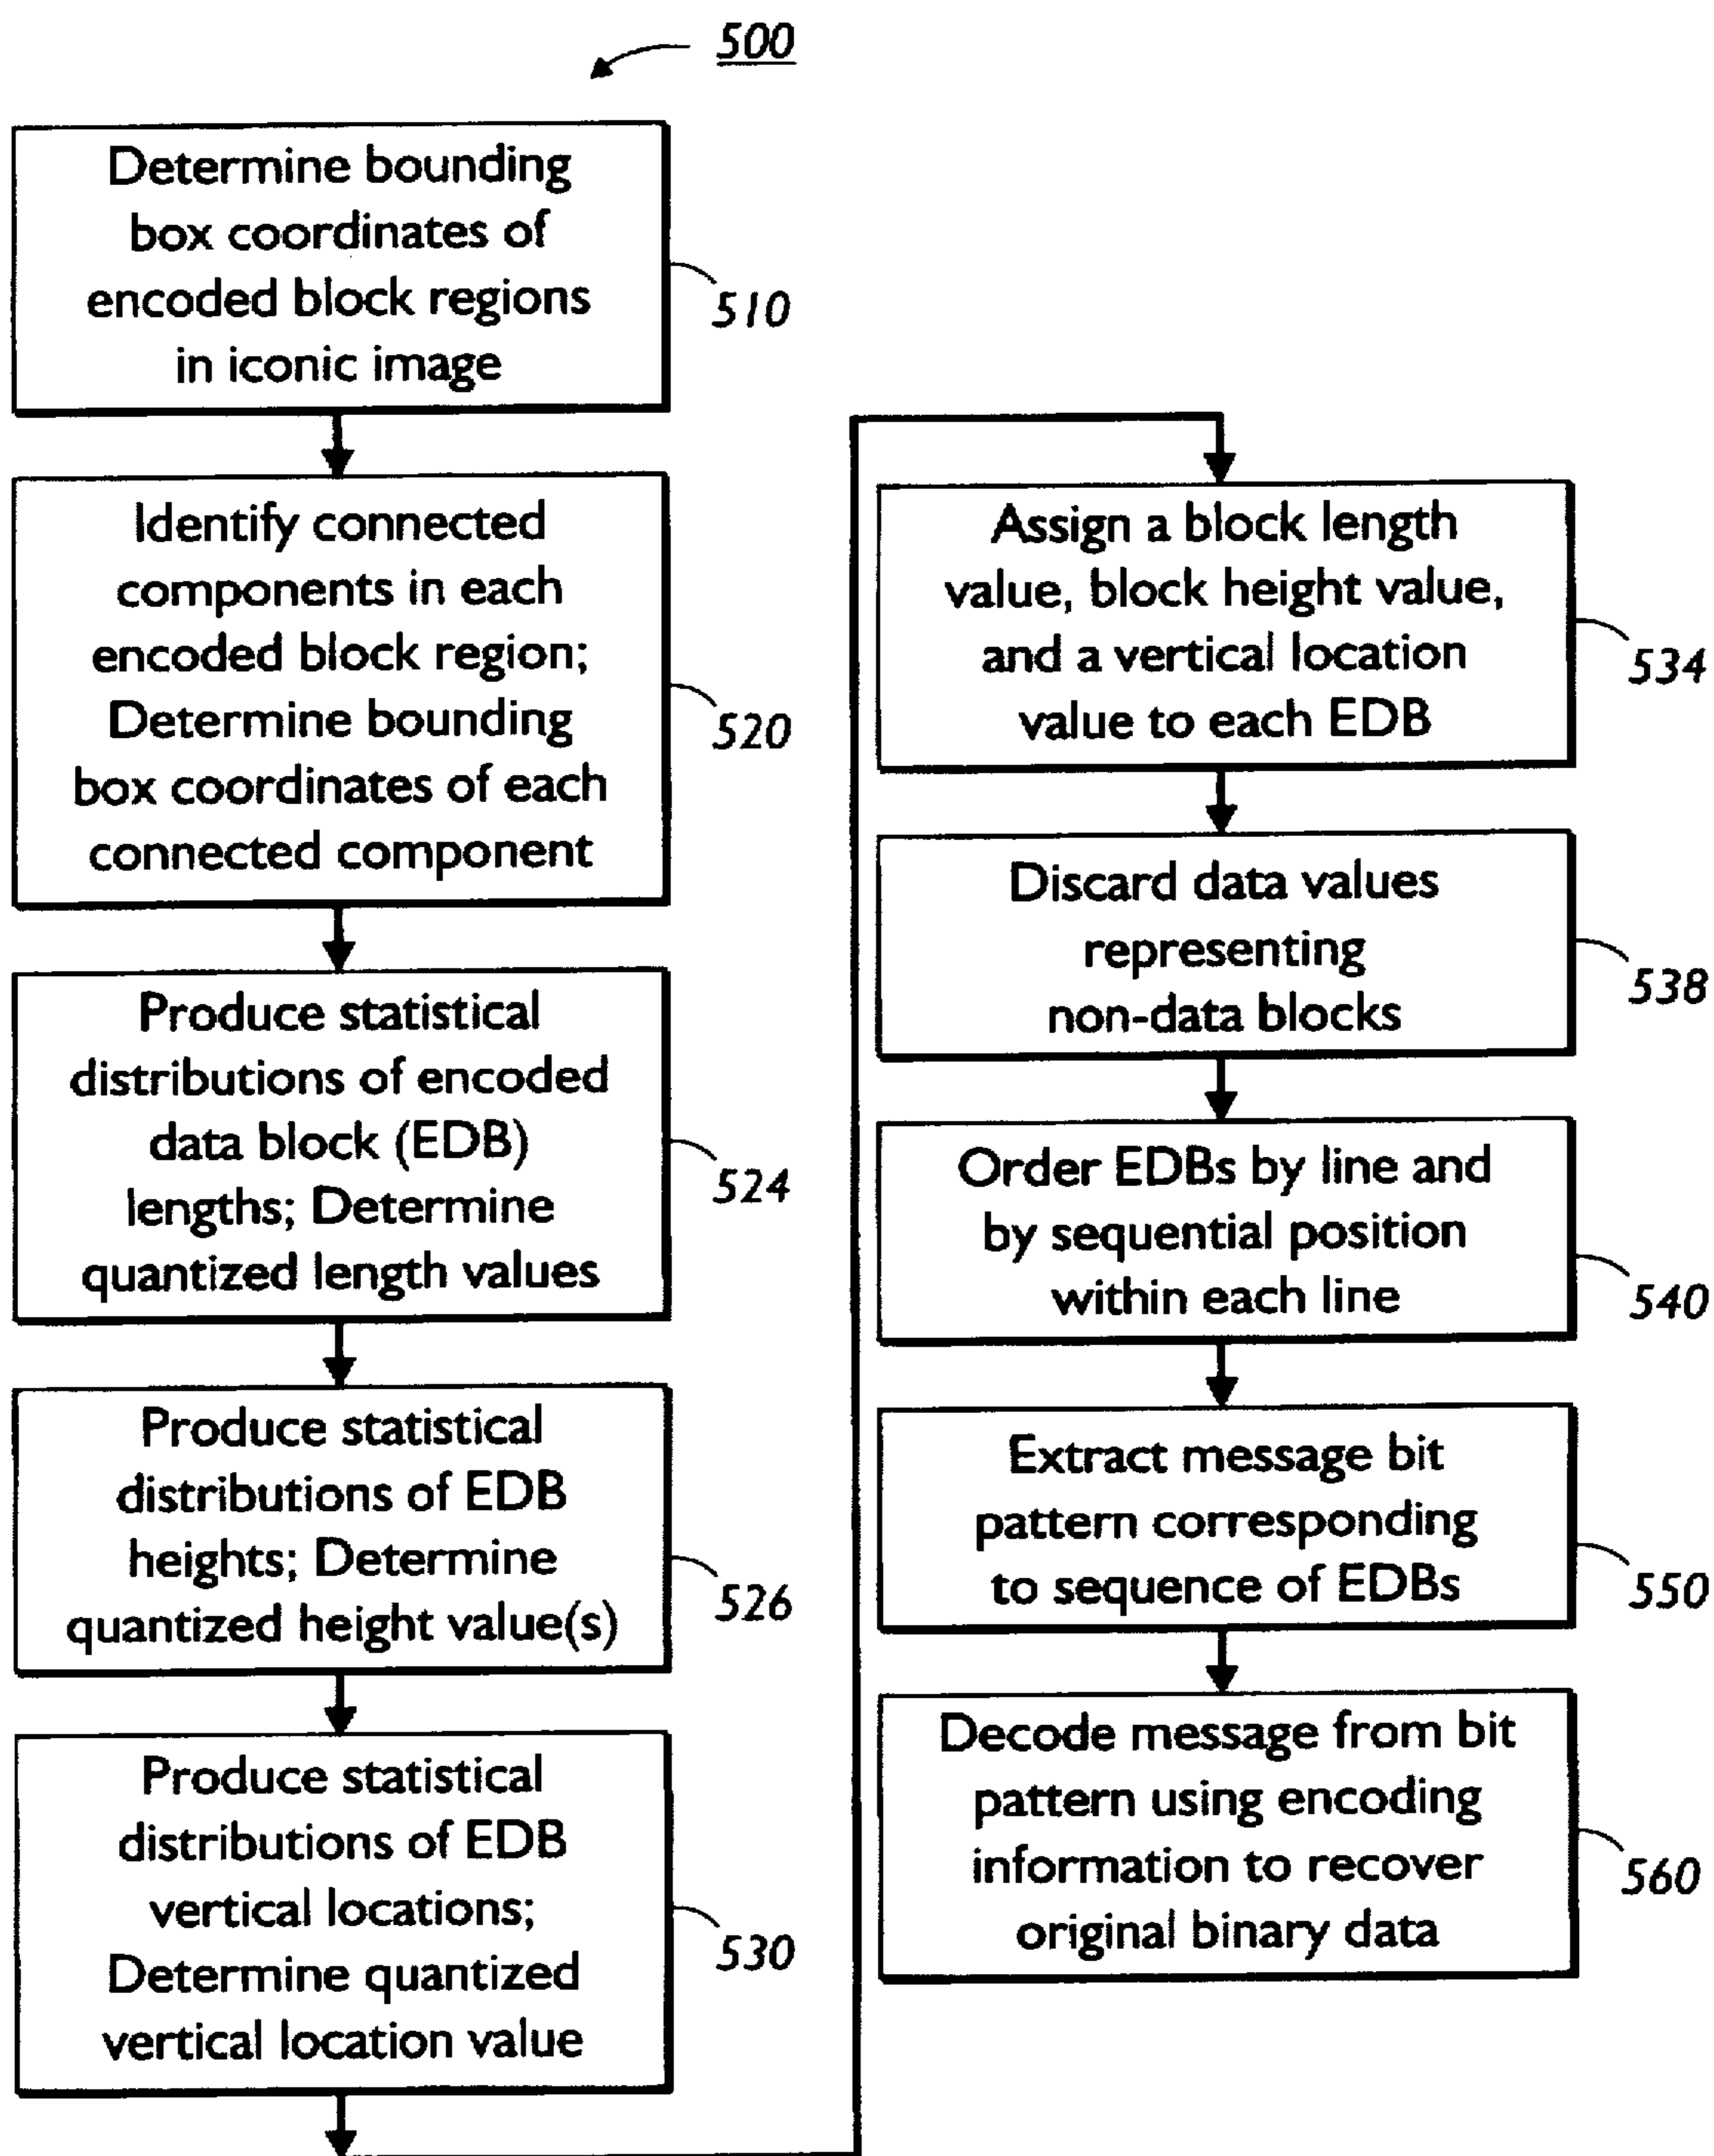 500
Determine bounding
box coordinates of
encoded block regions
in iconic image
510
Identify connected
components in each
encoded block region;
Determine bounding
box coordinates of each
connected component
520
Produce statistical
distributions of encoded
data block (EDB)
lengths; Determine
quantized length values
524
Produce statistical
distributions of EDB
heights; Determine
quantized height value(s)
526
Produce statistical
distributions of EDB
vertical locations;
Determine quantized
vertical location value
530
Assign a block length
value, block height value,
and a vertical location
value to each EDB
534
Discard data values
representing
non-data blocks
538
Order EDBs by line and
by sequential position
within each line
540
Extract message bit
pattern corresponding
to sequence of EDBs
550
Decode message from bit
pattern using encoding
information to recover
original binary data
560